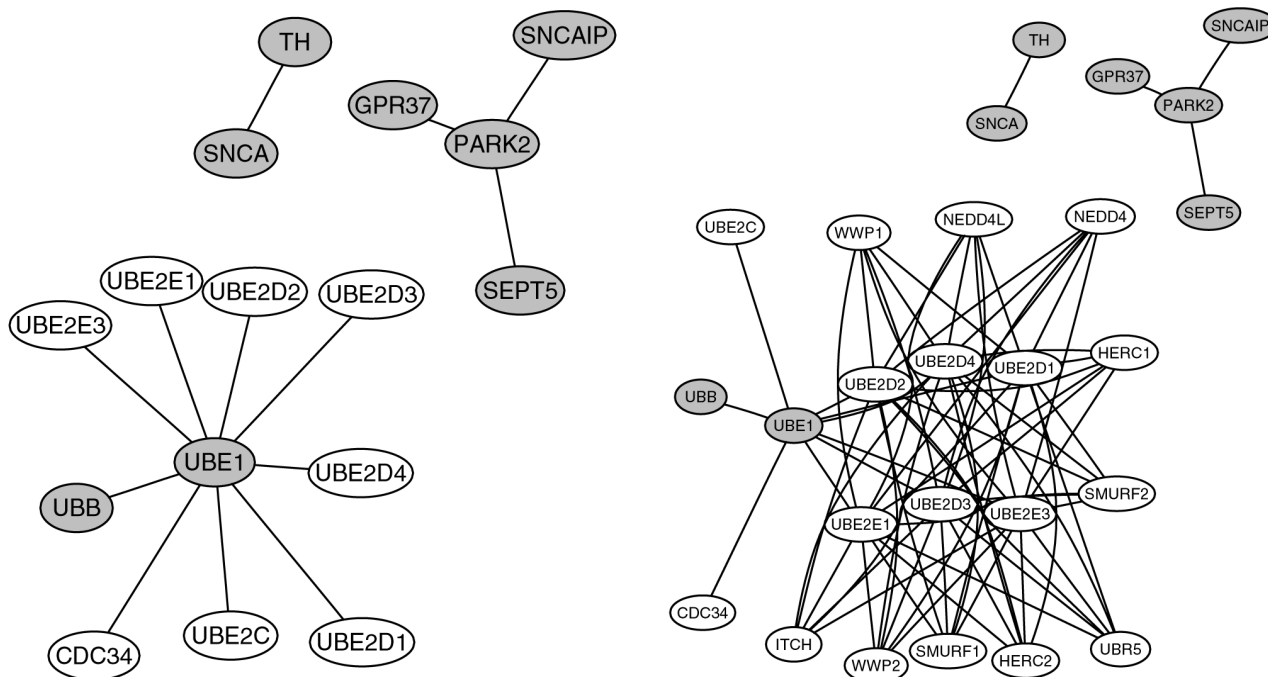 TH
SNCAIP
GPR37
PARK2
SNCA
SEPT5
UBE2E1
UBE2D2
UBE2D3
UBE2E3
UBE1
UBE2D4
UBB
CDC34
UBE2C
UBE2D1
TH
SNCAIP
GPR37
PARK2
SNCA
SEPT5
UBE2C
WWP1
NEDD4L
NEDD4
HERC1
UBE2D4
UBE2D1
UBE2D2
UBB
UBE1
SMURF2
UBE2D3
UBE2E3
UBE2E1
CDC34
ITCH
WWP2
SMURF1
HERC2
UBR5